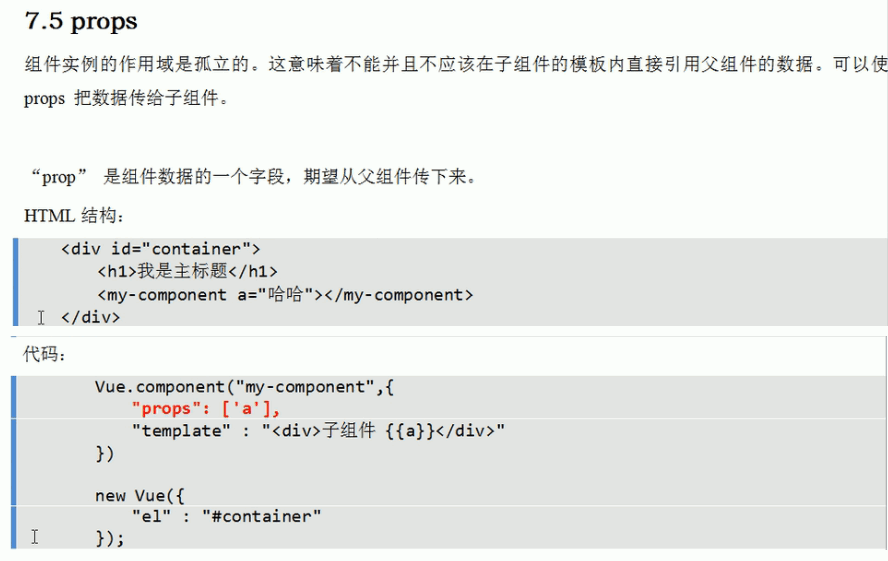 7.5 props
组件实例的作用域是孤立的。这意味着不能并且不应该在子组件的模板内直接引用父组件的数据。可以使
props 把数据传给子组件。
“prop” 是组件数据的一个字段，期望从父组件传下来。
HTML 结构：
<div id="container">
<h1>我是主标题</h1>
<my-component a="哈哈"></my-component>
</div>
代码：
Vue.component("my-component",{
"props": ['a'],
"template" : "<div>子组件 {{a}}</div>"
})
new Vue({
"el" : "#container"
});